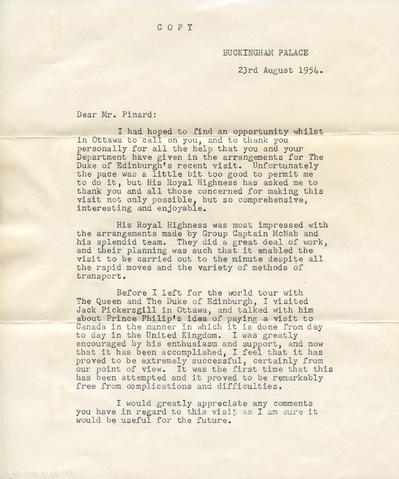 COPY
BUCKINGHAM PALACE
23rd August 1954.
Dear Mr. Pinard:
I had hoped to find an opportunity whilst
in Ottawa to call on you, and to thank you
personally for all the help that you and your
Department have given in the arrangements for The
Duke of Edinburgh's recent visit. Unfortunately
the pace was a little bit too good to permit me
to do it, but His Royal Highness has asked me to
thank you and all those concerned for making this
visit not only possible, but so comprehensive,
interesting and enjoyable.
His Royal Highness was most impressed with
the arrangements made by Group Captain McNab and
his splendid team. They did a great deal of work,
and their planning was such that it enabled the
visit to be carried out to the minute despite all
the rapid moves and the variety of methods of
transport.
Before I left for the world tour with
The Queen and The Duke of Edinburgh, I visited
Jack Pickersgill in Ottawa, and talked with him
about Prince Philip's idea of paying a visit to
Canada in the manner in which it is done from day
to day in the United Kingdom. I was greatly
encouraged by his enthusiasm and support, and now
that it has been accomplished, I feel that it has
proved to be extremely successful, certainly from
our point of view. It was the first time that this
has been attempted and it proved to be remarkably
free from complications and difficulties.
I would greatly appreciate any comments
you have in regard to this visit as I am sure it
would be useful for the future.